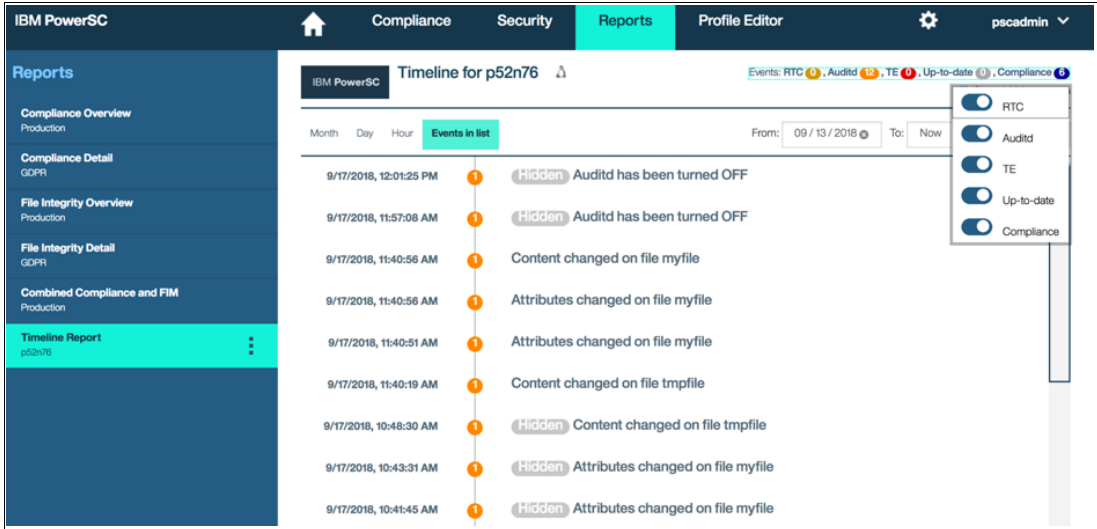 IBM PowerSC
Compliance
Security
Reports
Profile Editor
pscadmin
Reports
Compliance Overview
Production
Compliance Detail
GDPR
File Integrity Overview
Production
File Integrity Detail
GDPR
Combined Compliance and FIM
Production
Timeline Report
p52n76
IBM PowerSC
Timeline for p52n76
Events: RTC 0 , Auditd 12 , TE 0 , Up-to-date 0 , Compliance 6
RTC
Auditd
TE
Up-to-date
Compliance
Month Day Hour Events in list
From: 09 / 13 / 2018 To: Now
9/17/2018, 12:01:25 PM 1 Hidden Auditd has been turned OFF
9/17/2018, 11:57:08 AM 1 Hidden Auditd has been turned OFF
9/17/2018, 11:40:56 AM 1 Content changed on file myfile
9/17/2018, 11:40:56 AM 1 Attributes changed on file myfile
9/17/2018, 11:40:51 AM 1 Attributes changed on file myfile
9/17/2018, 11:40:19 AM 1 Content changed on file tmpfile
9/17/2018, 10:48:30 AM 1 Hidden Content changed on file tmpfile
9/17/2018, 10:43:31 AM 1 Hidden Attributes changed on file myfile
9/17/2018, 10:41:45 AM 1 Hidden Attributes changed on file myfile